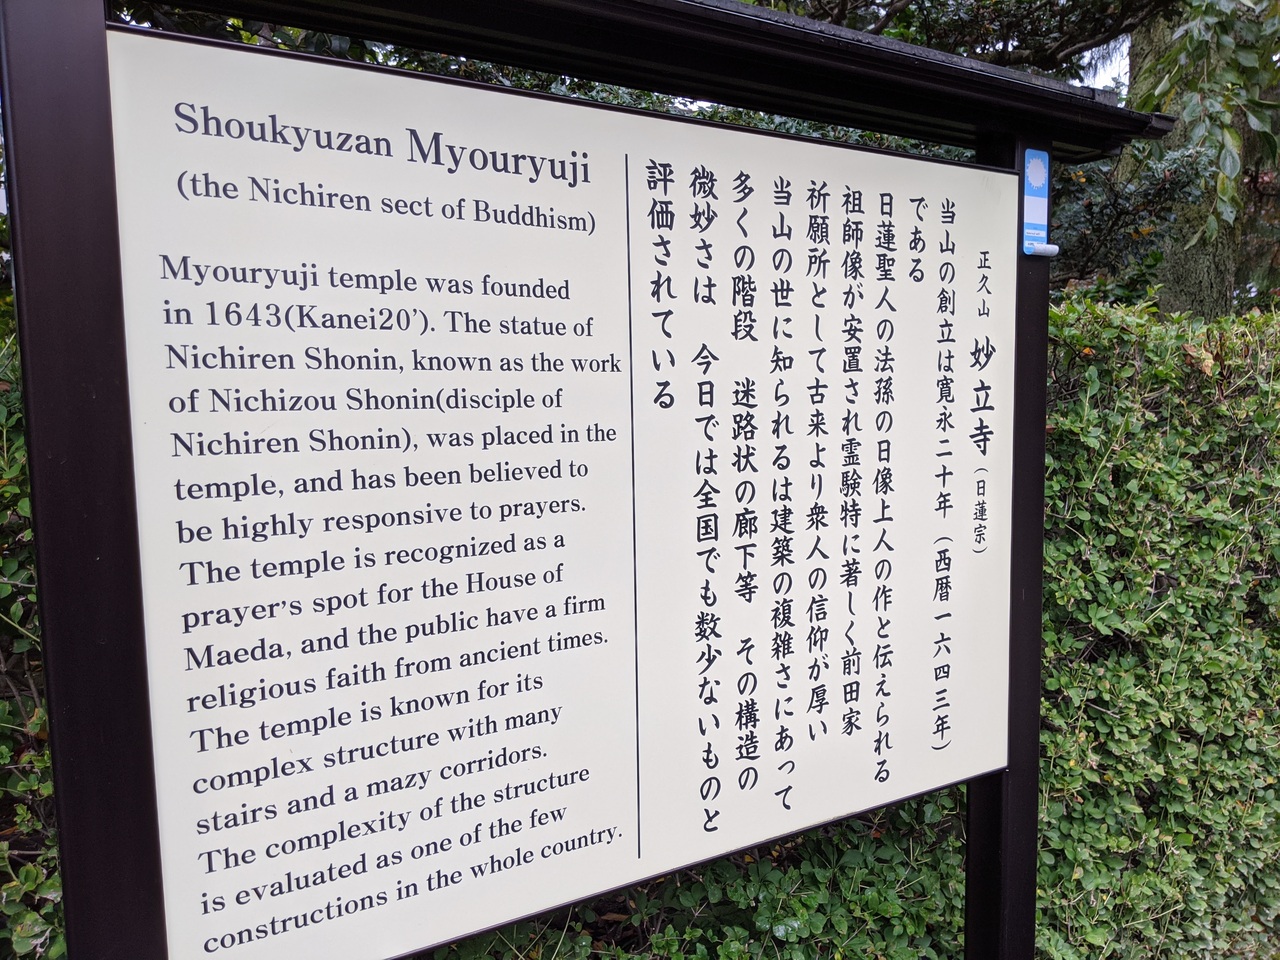 Shoukyuzan Myouryuji
(the Nichiren sect of Buddhism)
Myouryuji temple was founded
in 1643(Kanei20’). The statue of
Nichiren Shonin, known as the work
of Nichizou Shonin(disciple of
Nichiren Shonin), was placed in the
temple, and has been believed to
be highly responsive to prayers.
The temple is recognized as a
prayer’s spot for the House of
Maeda, and the public have a firm
religious faith from ancient times.
The temple is known for its
complex structure with many
stairs and a mazy corridors.
The complexity of the structure
is evaluated as one of the few
constructions in the whole country.
正久山 妙立寺（日蓮宗）
当山の創立は寛永二十年（西暦一六四三年）
である
日蓮聖人の法孫の日像上人の作と伝えられる
祖師像が安置され霊験特に著しく前田家
祈願所として古来より衆人の信仰が厚い
当山の世に知られるは建築の複雑さにあって
多くの階段 迷路状の廊下等 その構造の
微妙さは 今日では全国でも数少ないものと
評価されている